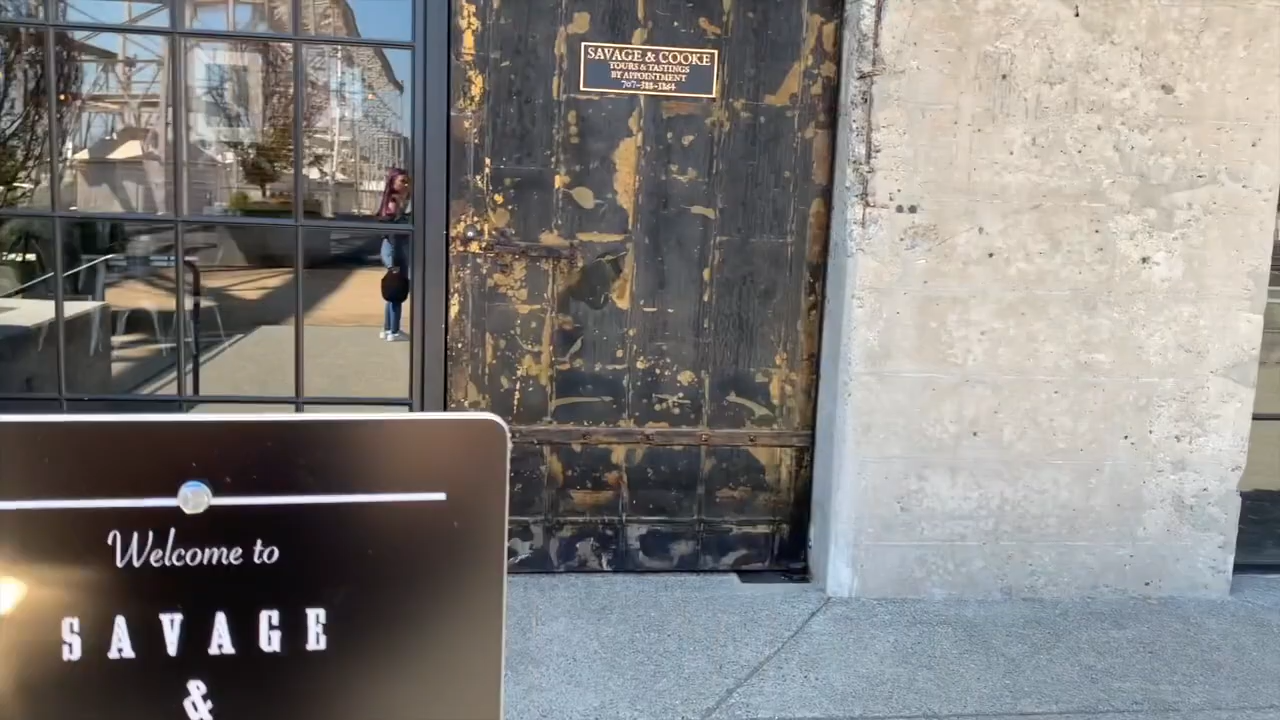 SAVAGE & COOKE
TOURS & TASTINGS
BY APPOINTMENT
Welcome to
SAVAGE
&